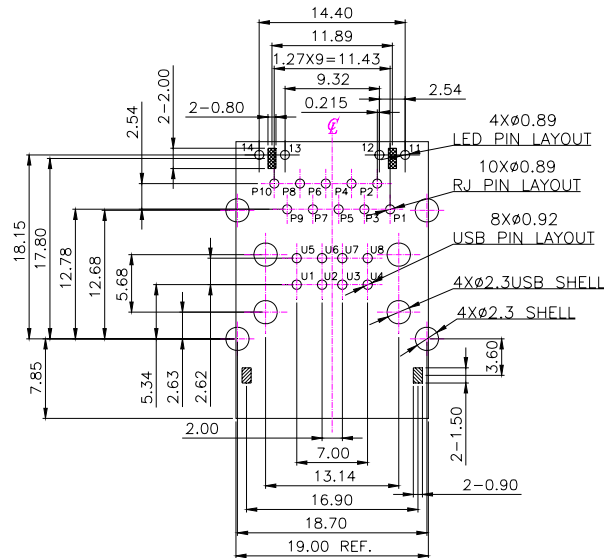 14.40
11.89
1.27X9=11.43
9.32
2.54
0.215
2-0.80
2-2.00
2.54
4Xø0.89
LED PIN LAYOUT
14
13
12
11
10Xø0.89
RJ PIN LAYOUT
P10
P8
P6
P4
P2
P9
P7
P5
P3
P1
8Xø0.92
USB PIN LAYOUT
U5
U6
U7
U8
U1
U2
U3
U4
4Xø2.3USB SHELL
4Xø2.3 SHELL
18.15
17.80
12.78
12.68
5.68
7.85
5.34
2.63
2.62
3.60
2-1.50
2.00
7.00
13.14
2-0.90
16.90
18.70
19.00 REF.